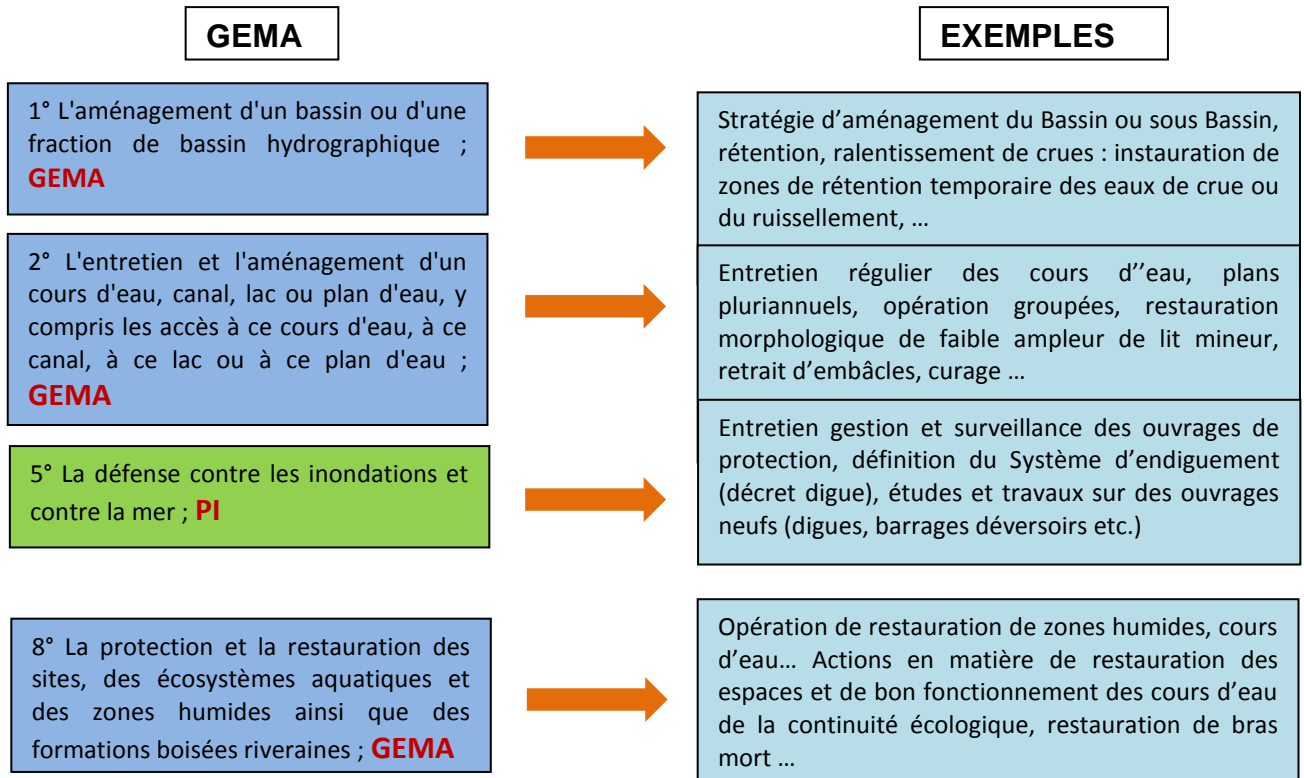 GEMA
EXEMPLES
1° L'aménagement d'un bassin ou d'une
fraction de bassin hydrographique ;
GEMA
Stratégie d’aménagement du Bassin ou sous Bassin,
rétention, ralentissement de crues : instauration de
zones de rétention temporaire des eaux de crue ou
du ruissellement, …
2° L'entretien et l'aménagement d'un
cours d'eau, canal, lac ou plan d'eau, y
compris les accès à ce cours d'eau, à ce
canal, à ce lac ou à ce plan d'eau ;
GEMA
Entretien régulier des cours d’'eau, plans
pluriannuels, opération groupées, restauration
morphologique de faible ampleur de lit mineur,
retrait d’embâcles, curage …
5° La défense contre les inondations et
contre la mer ; PI
Entretien gestion et surveillance des ouvrages de
protection, définition du Système d’endiguement
(décret digue), études et travaux sur des ouvrages
neufs (digues, barrages déversoirs etc.)
8° La protection et la restauration des
sites, des écosystèmes aquatiques et
des zones humides ainsi que des
formations boisées riveraines ; GEMA
Opération de restauration de zones humides, cours
d’eau… Actions en matière de restauration des
espaces et de bon fonctionnement des cours d’eau
de la continuité écologique, restauration de bras
mort …